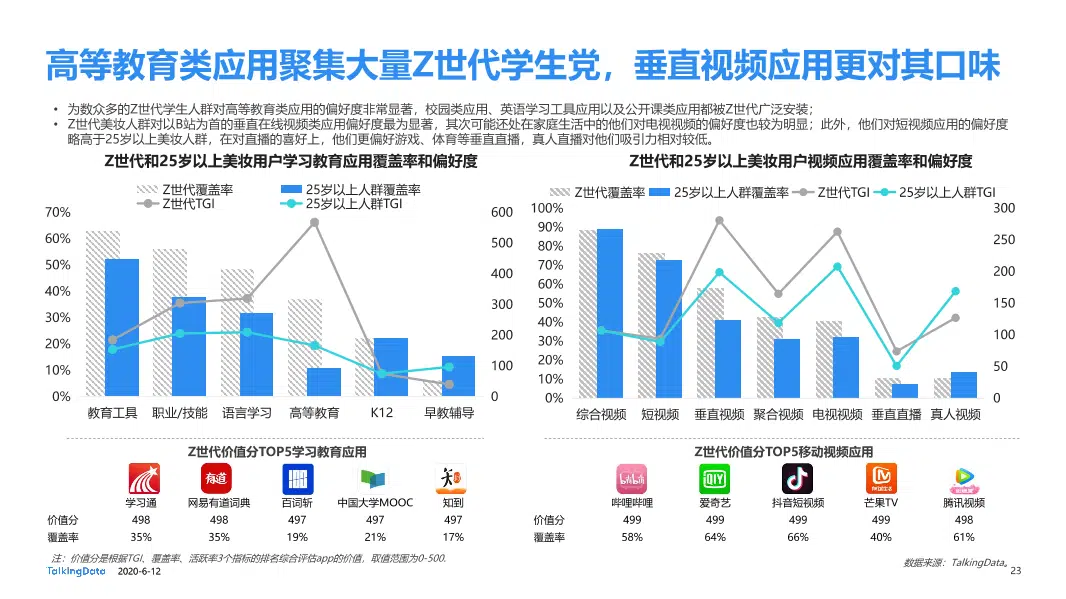 高等教育类应用聚集大量Z世代学生党，垂直视频应用更对其口味
• 为数众多的Z世代学生人群对高等教育类应用的偏好度非常显著，校园类应用、英语学习工具应用以及公开课类应用都被Z世代广泛安装；
• Z世代美妆人群对以B站为首的垂直在线视频类应用偏好度最为显著，其次可能还处在家庭生活中的他们对电视视频的偏好度也较为明显；此外，他们对短视频应用的偏好度
略高于25岁以上美妆人群，在对直播的喜好上，他们更偏好游戏、体育等垂直直播，真人直播对他们吸引力相对较低。
Z世代和25岁以上美妆用户学习教育应用覆盖率和偏好度
Z世代覆盖率 25岁以上人群覆盖率
Z世代TGI 25岁以上人群TGI
70% 600
60% 500
50% 400
40% 300
30% 200
20% 100
10% 0
0%
教育工具 职业/技能 语言学习 高等教育 K12 早教辅导
Z世代和25岁以上美妆用户视频应用覆盖率和偏好度
Z世代覆盖率 25岁以上人群覆盖率 Z世代TGI 25岁以上人群TGI
100% 300
90% 250
80% 200
70% 150
60% 100
50% 50
40% 0
30%
20%
10%
0%
综合视频 短视频 垂直视频 聚合视频 电视视频 垂直直播 真人视频
Z世代价值分TOP5学习教育应用
有道
知到
学习通 网易有道词典 百词斩 中国大学MOOC 知到
价值分 498 498 497 497 497
覆盖率 35% 35% 19% 21% 17%
Z世代价值分TOP5移动视频应用
bilibili
iQIYI
哔哩哔哩 爱奇艺 抖音短视频 芒果TV 腾讯视频
价值分 499 499 499 499 498
覆盖率 58% 64% 66% 40% 61%
注：价值分是根据TGI、覆盖率、活跃率3个指标的排名综合评估app的价值，取值范围为0-500.
数据来源：TalkingData。
TalkingData 2020-6-12
23